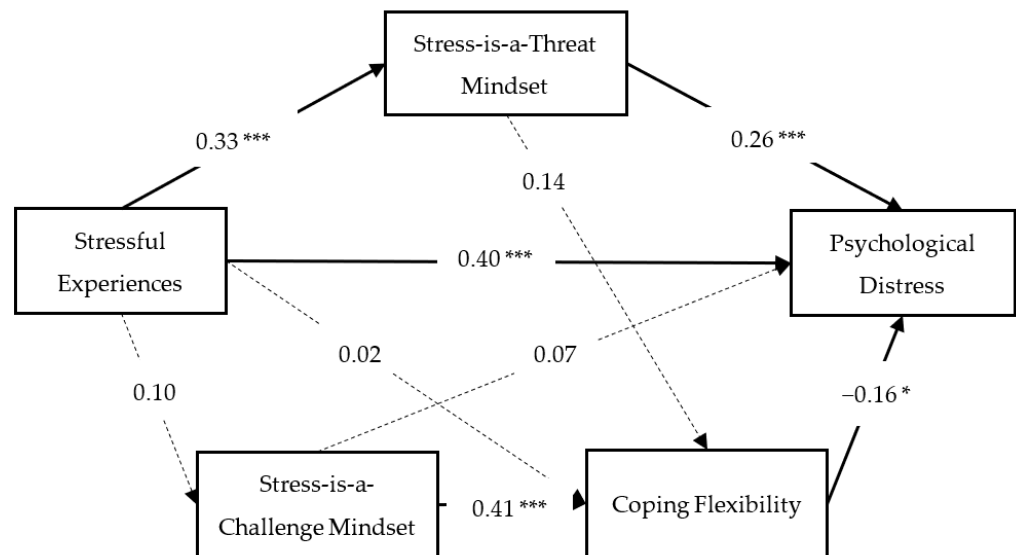 Stress-is-a-Threat
Mindset
0.33 ***
0.26 ***
0.14
Stressful
Experiences
0.40 ***
Psychological
Distress
0.02
0.07
0.10
−0.16 *
Stress-is-a-
Challenge Mindset
0.41 ***
Coping Flexibility